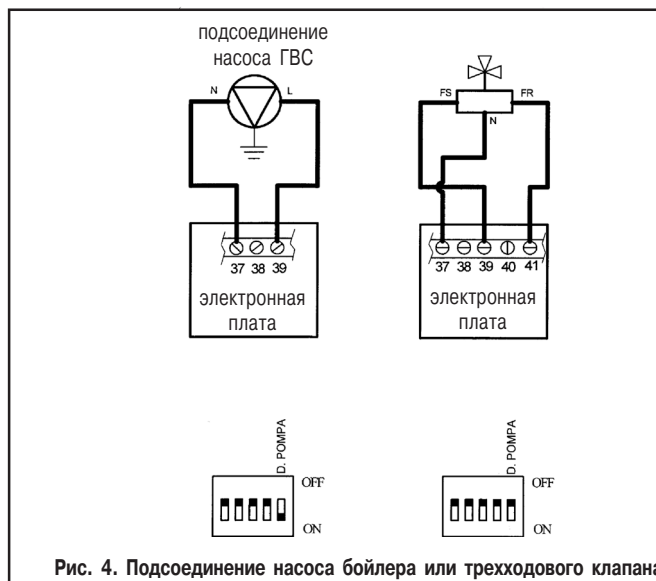 подсоединение
насоса ГВС
N L
FS FR
N
37 38 39
37 38 39 40 41
электронная
плата
электронная
плата
D. POMPA
OFF
ON
D. POMPA
OFF
ON
Рис. 4. Подсоединение насоса бойлера или трехходового клапана